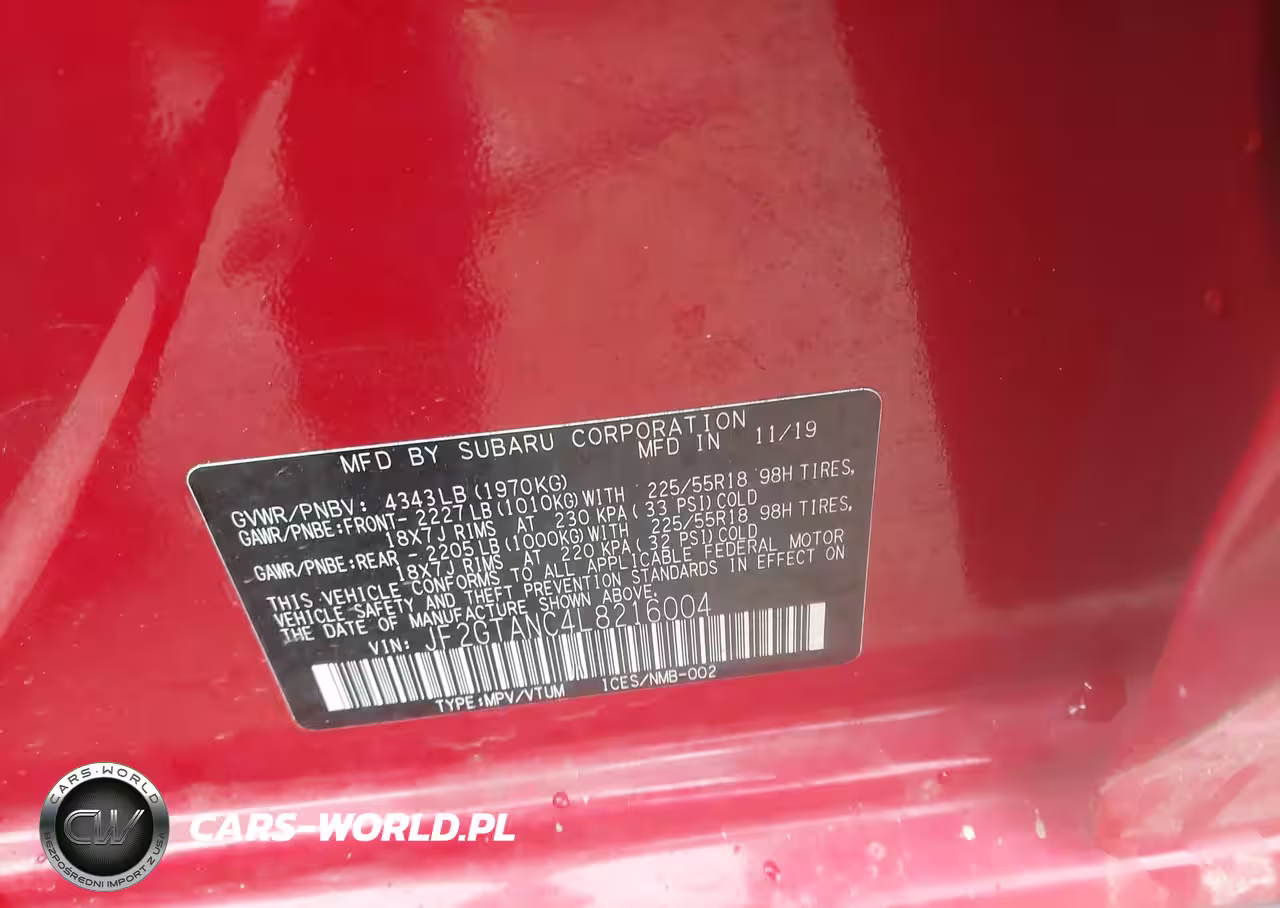 MFD BY SUBARU CORPORATION
MFD IN 11/19
GVWR/PNBV: 4343LB(1970KG)
GAWR/PNBE:FRONT- 2227LB(1010KG)WITH 225/55R18 98H TIRES,
18X7J RIMS AT 230 KPA(33 PSI)COLD
GAWR/PNBE:REAR - 2205LB(1000KG)WITH 225/55R18 98H TIRES,
18X7J RIMS AT 220 KPA(32 PSI)COLD
THIS VEHICLE CONFORMS TO ALL APPLICABLE FEDERAL MOTOR
VEHICLE SAFETY AND THEFT PREVENTION STANDARDS IN EFFECT ON
THE DATE OF MANUFACTURE SHOWN ABOVE.
VIN: JF2GTANC4L8216004
TYPE:MPV/VTUM ICES/NMB-002
CARS-WORLD
CW
BEZPOŚREDNI IMPORT Z USA
CARS-WORLD.PL